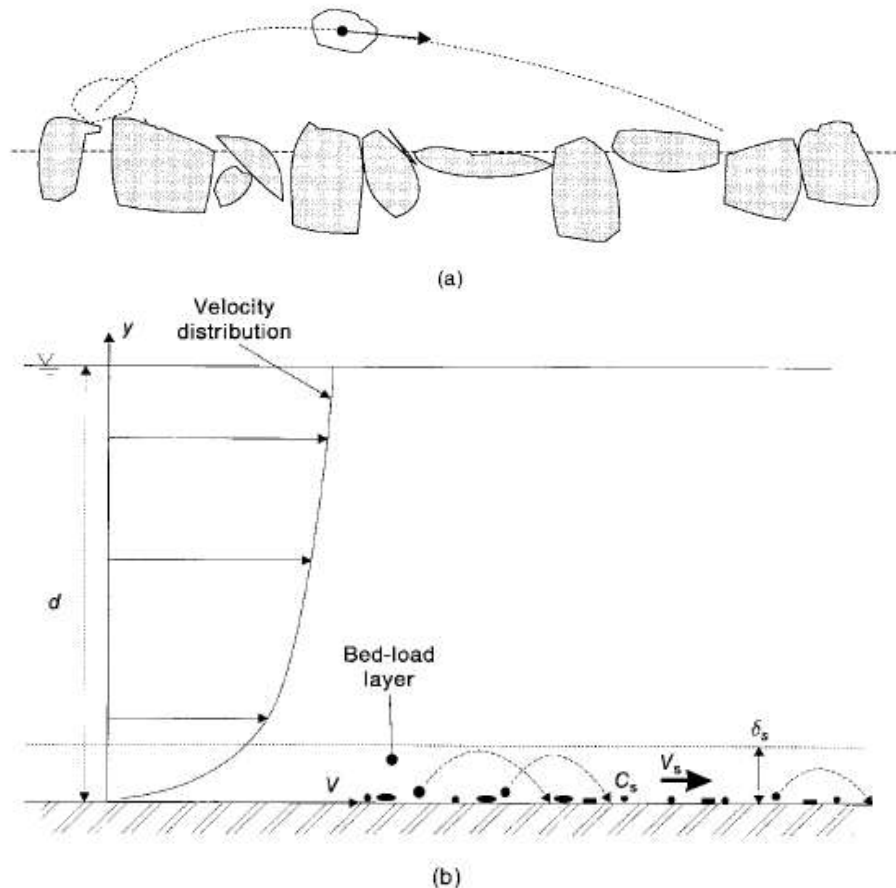 (a)
Velocity
distribution
y
d
Bed-load
layer
δs
Vs
Cs
V
(b)